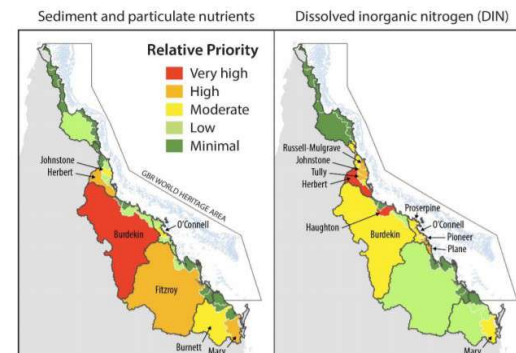 Sediment and particulate nutrients
Relative Priority
Very high
High
Moderate
Low
Minimal
Johnstone
Herbert
GBR WORLD HERITAGE AREA
O'Connell
Burdekin
Fitzroy
Burnett
Mary
Dissolved inorganic nitrogen (DIN)
Russell-Mulgrave
Johnstone
Tully
Herbert
Proserpine
O'Connell
Haughton
Burdekin
Pioneer
Plane